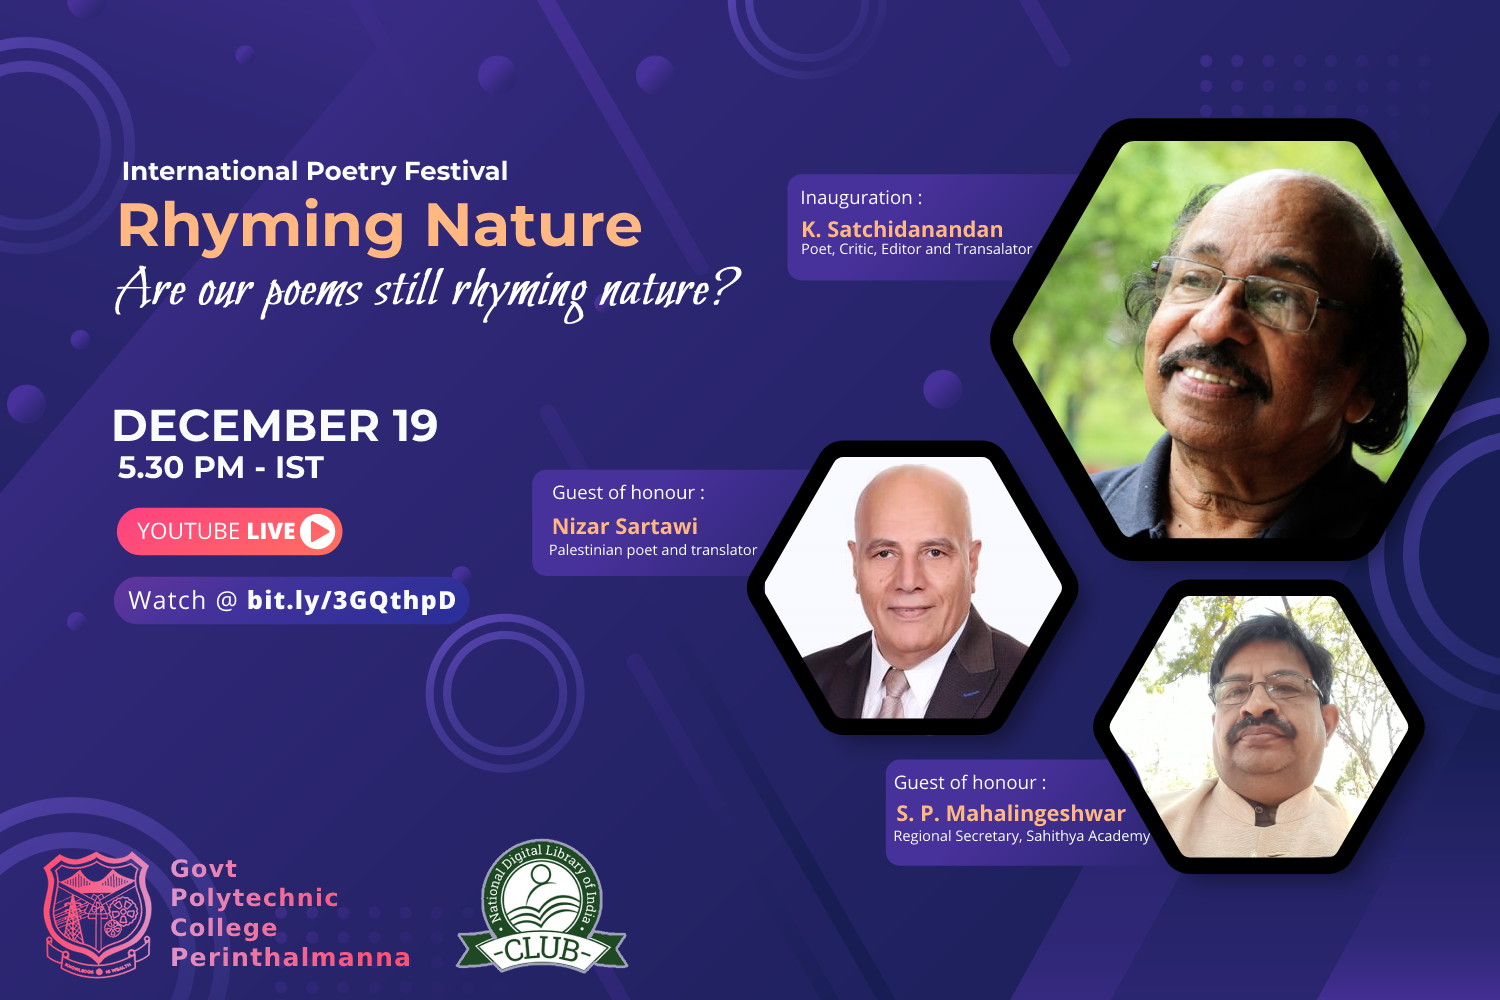 International Poetry Festival
Rhyming Nature
Are our poems still rhyming nature?
DECEMBER 19
5.30 PM - IST
YOUTUBE LIVE
Watch @ bit.ly/3GQthpD
Inauguration :
K. Satchidanandan
Poet, Critic, Editor and Transalator
Guest of honour :
Nizar Sartawi
Palestinian poet and translator
Guest of honour :
S. P. Mahalingeshwar
Regional Secretary, Sahithya Academy
KNOWLEDGE IS WEALTH
Govt
Polytechnic
College
Perinthalmanna
National Digital Library of India
-CLUB-